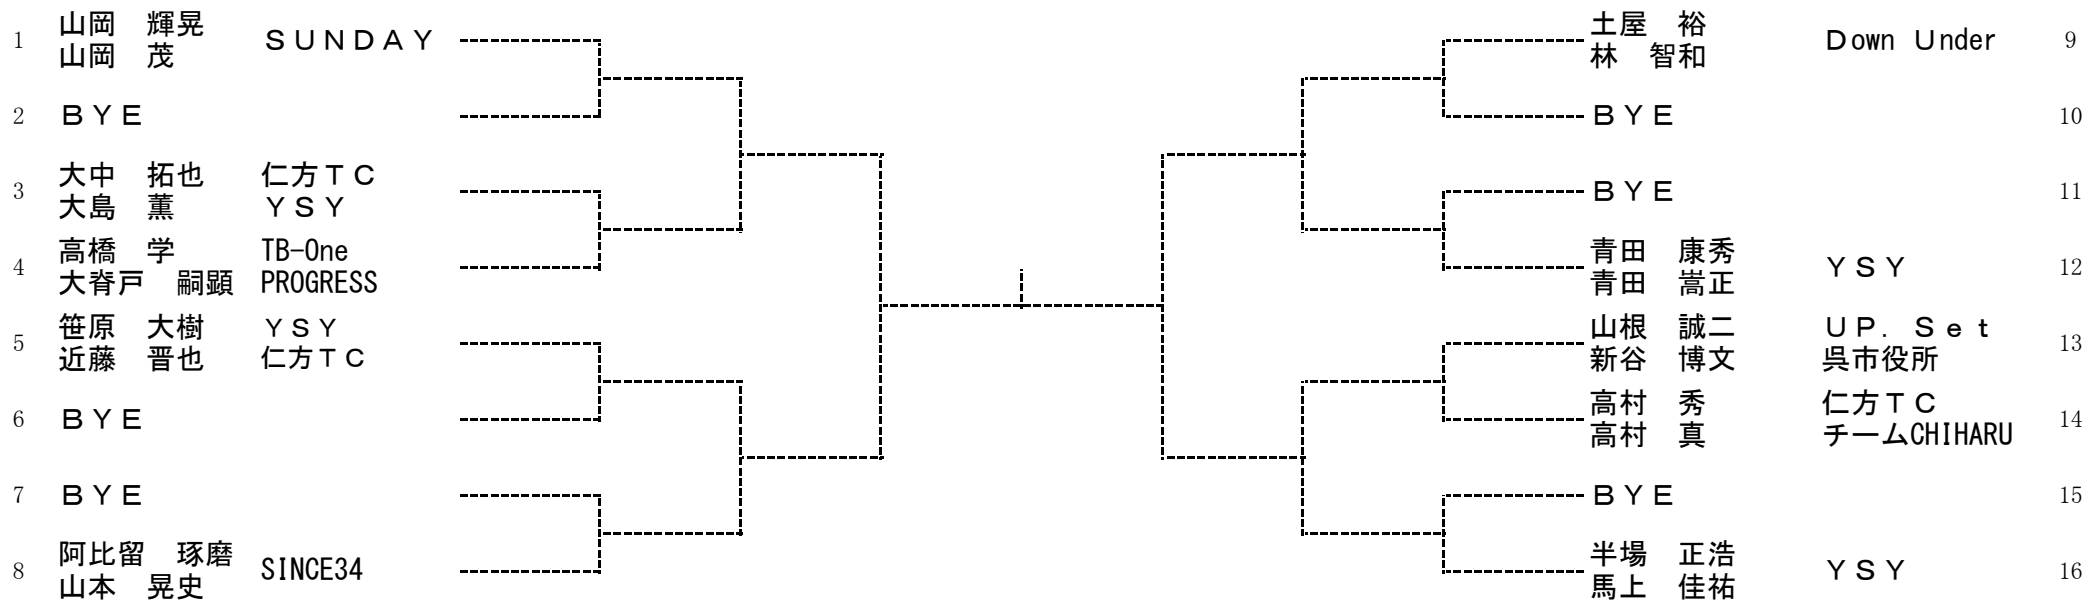 1 山岡　輝晃 ＳＵＮＤＡＹ
山岡　茂
2 ＢＹＥ
3 大中　拓也 仁方ＴＣ
大島　薫 ＹＳＹ
4 高橋　学 TB-One
大脊戸　嗣顕 PROGRESS
5 笹原　大樹 ＹＳＹ
近藤　晋也 仁方ＴＣ
6 ＢＹＥ
7 ＢＹＥ
8 阿比留　琢磨 SINCE34
山本　晃史
土屋　裕 Ｄown Ｕnder 9
林　智和
ＢＹＥ 10
ＢＹＥ 11
青田　康秀 ＹＳＹ 12
青田　嵩正
山根　誠二 ＵＰ．Ｓｅｔ 13
新谷　博文 呉市役所
高村　秀 仁方ＴＣ 14
高村　真 チームCHIHARU
ＢＹＥ 15
半場　正浩 ＹＳＹ 16
馬上　佳祐